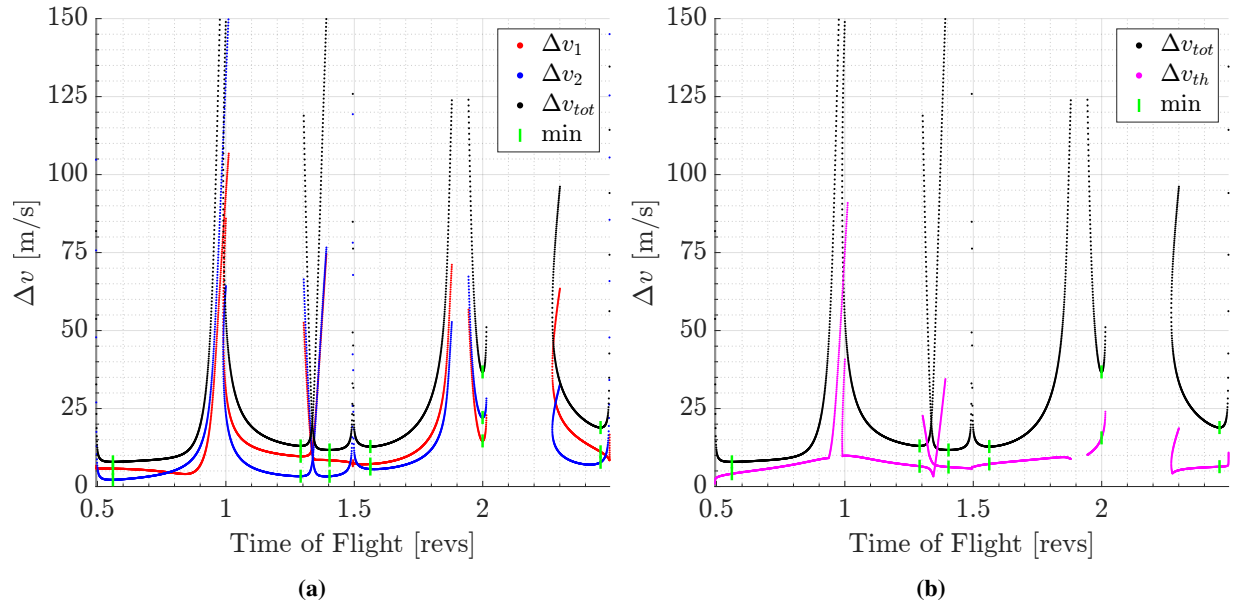 150
125
100
75
50
25
0
Δv [m/s]
0.5 1 1.5 2
Time of Flight [revs]
Δv₁
Δv₂
Δvₜₒₜ
min
(a)
150
125
100
75
50
25
0
Δv [m/s]
0.5 1 1.5 2
Time of Flight [revs]
Δvₜₒₜ
Δvₜₕ
min
(b)